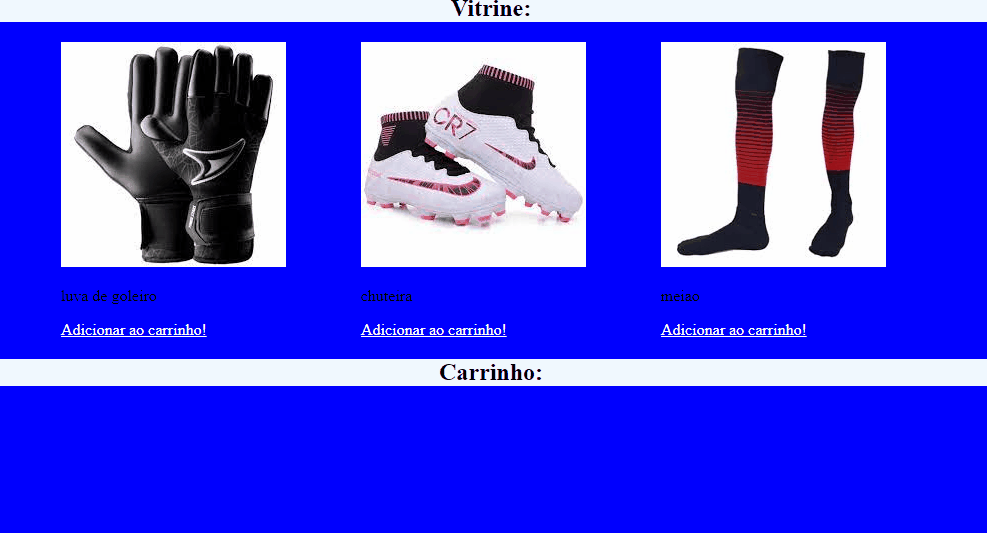 Vitrine:
CR7
luva de goleiro
chuteira
meiao
Adicionar ao carrinho!
Adicionar ao carrinho!
Adicionar ao carrinho!
Carrinho: